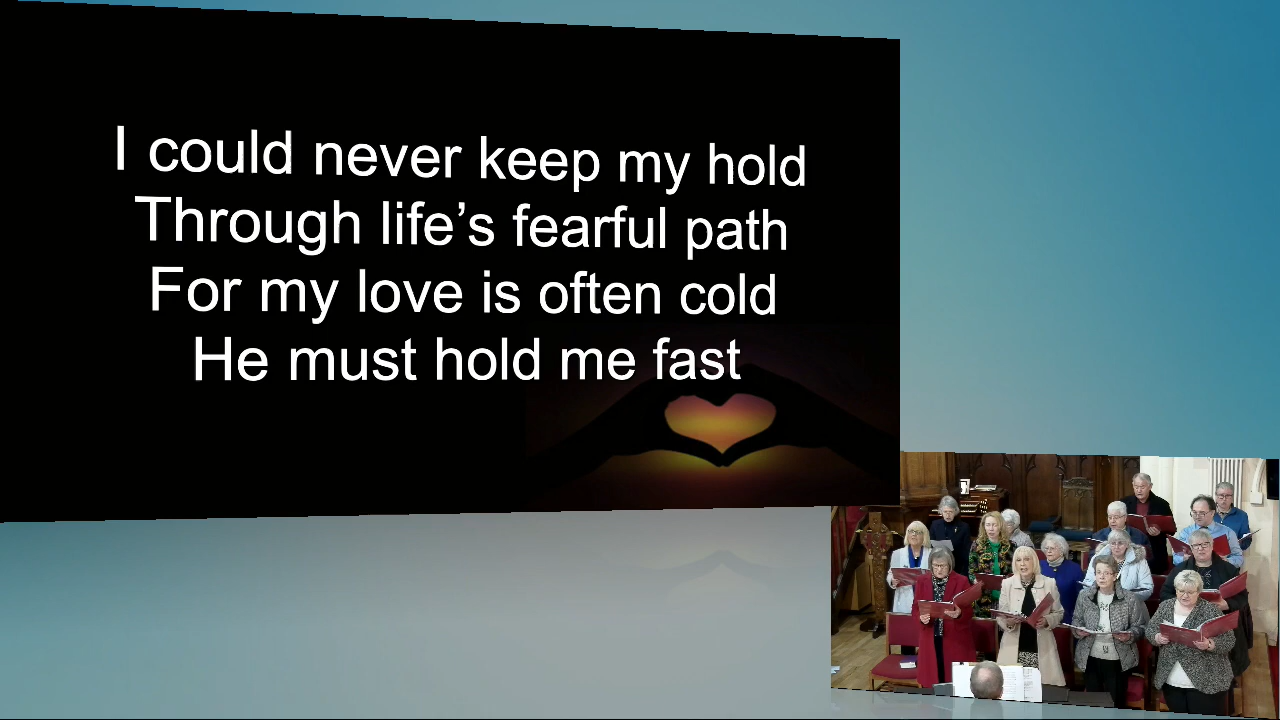 I could never keep my hold
Through life’s fearful path
For my love is often cold
He must hold me fast